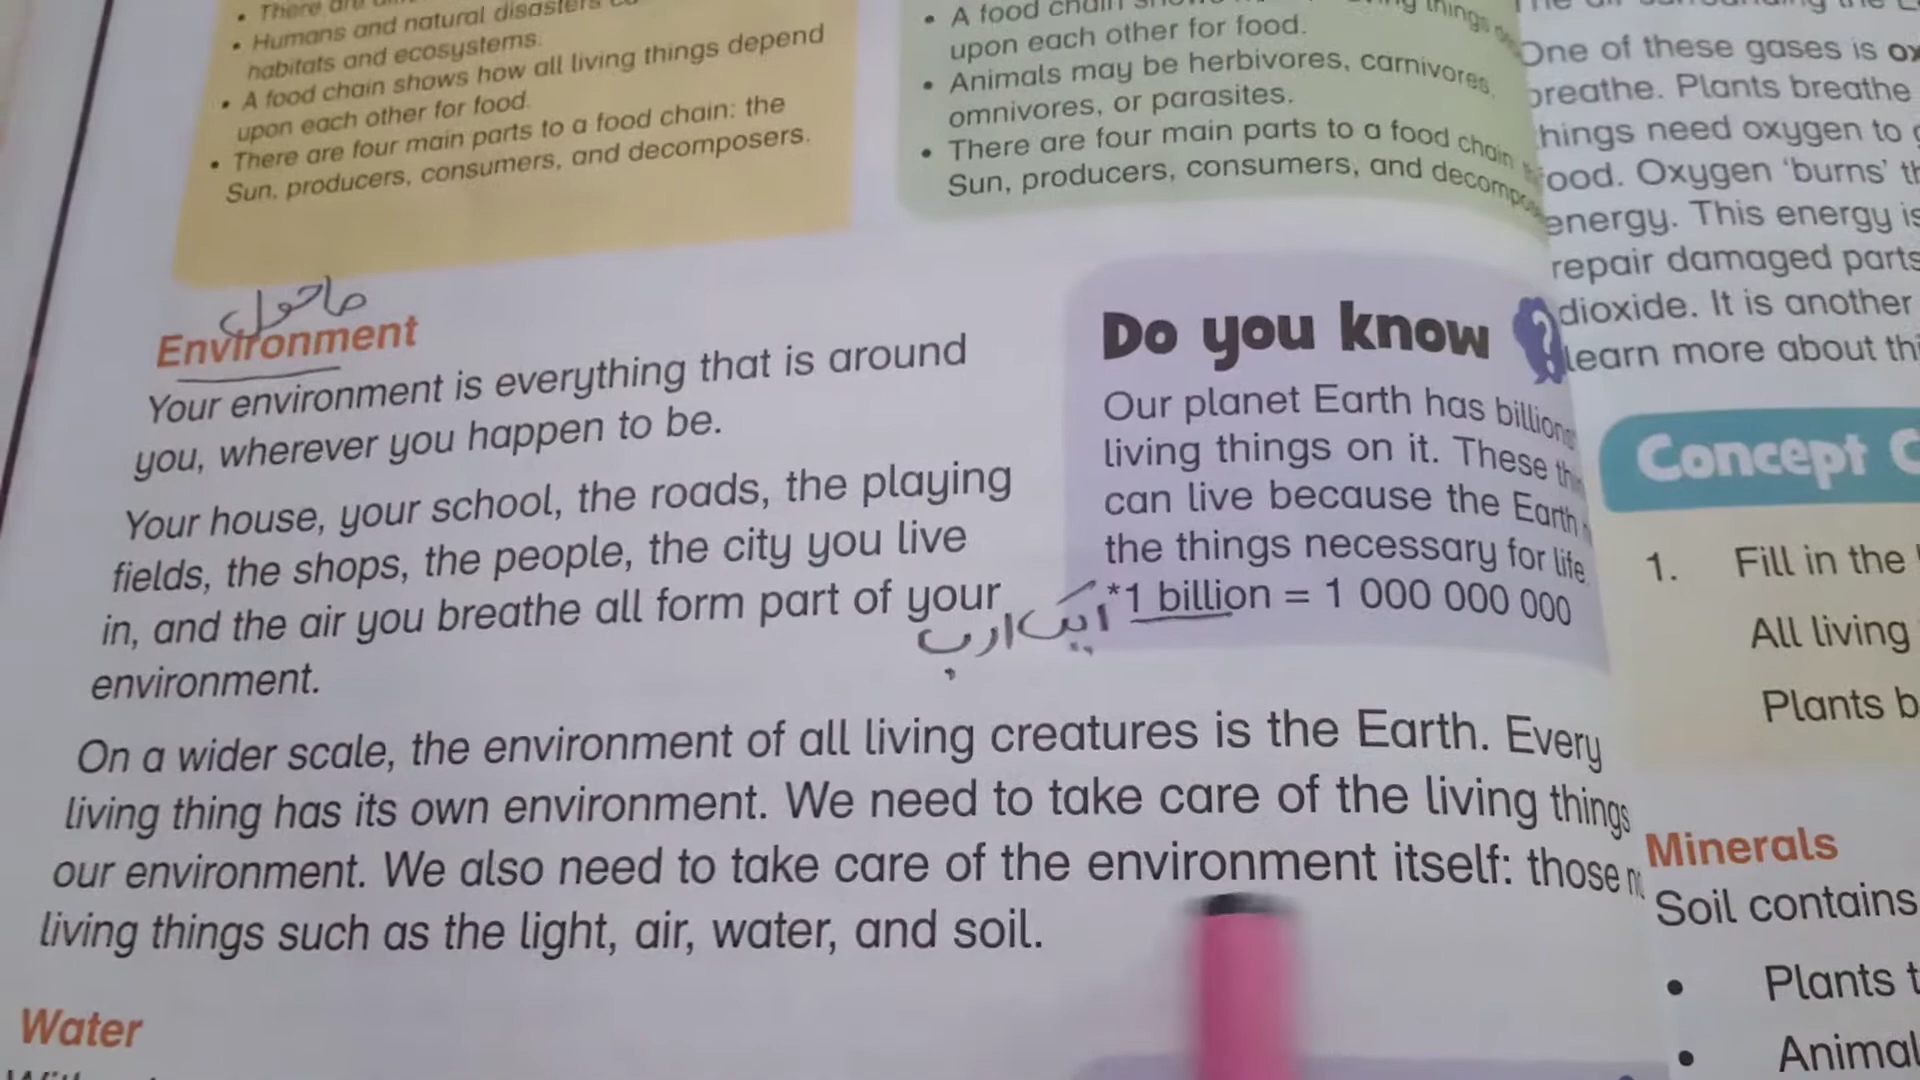 Humans and natural disasters
habitats and ecosystems.
• A food chain shows how all living things depend
upon each other for food.
• There are four main parts to a food chain: the
Sun, producers, consumers, and decomposers.
• A food chain
upon each other for food.
• Animals may be herbivores, carnivores,
omnivores, or parasites.
• There are four main parts to a food chain
Sun, producers, consumers, and
ماحول
Environment
Your environment is everything that is around
you, wherever you happen to be.
Your house, your school, the roads, the playing
fields, the shops, the people, the city you live
in, and the air you breathe all form part of your
environment.
Do you know ?
Our planet Earth has
living things on it. These
can live because the Earth
the things necessary for life.
*1 billion = 1 000 000 000
ایک ارب
On a wider scale, the environment of all living creatures is the Earth. Every
living thing has its own environment. We need to take care of the living things
our environment. We also need to take care of the environment itself: those
living things such as the light, air, water, and soil.
Water
One of these gases is
breathe. Plants breathe
things need oxygen to
food. Oxygen 'burns'
energy. This energy is
repair damaged parts
dioxide. It is another
learn more about
Concept
1. Fill in the
All living
Plants
Minerals
Soil contains
• Plants
•